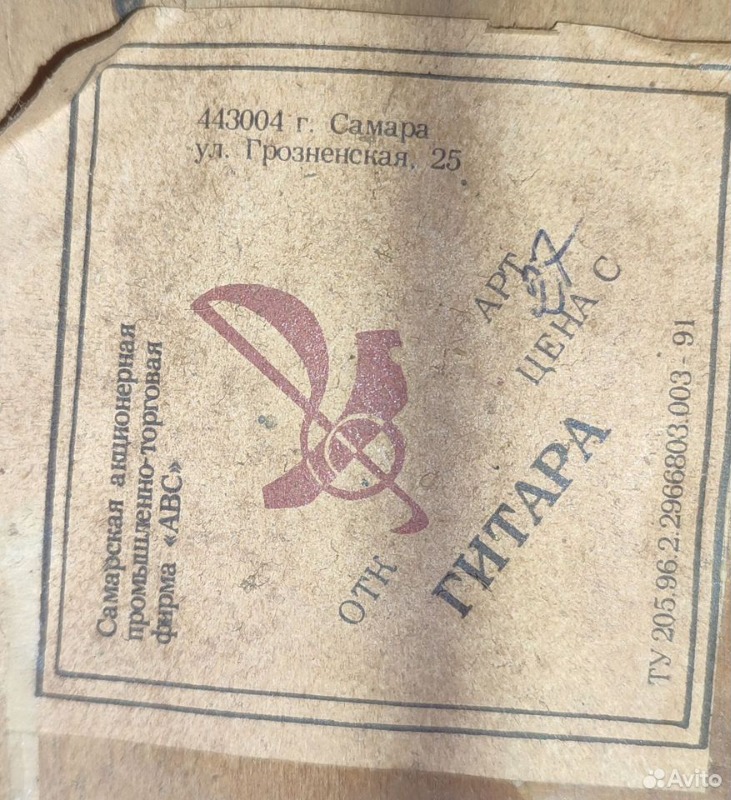 443004 г. Самара
ул. Грозненская, 25
Самарская акционерная
промышленно-торговая
фирма «АВС»
ОТК
ГИТАРА
АРТ
ЦЕНА С
ТУ 205.96.2.2966803.003 - 91
Avito